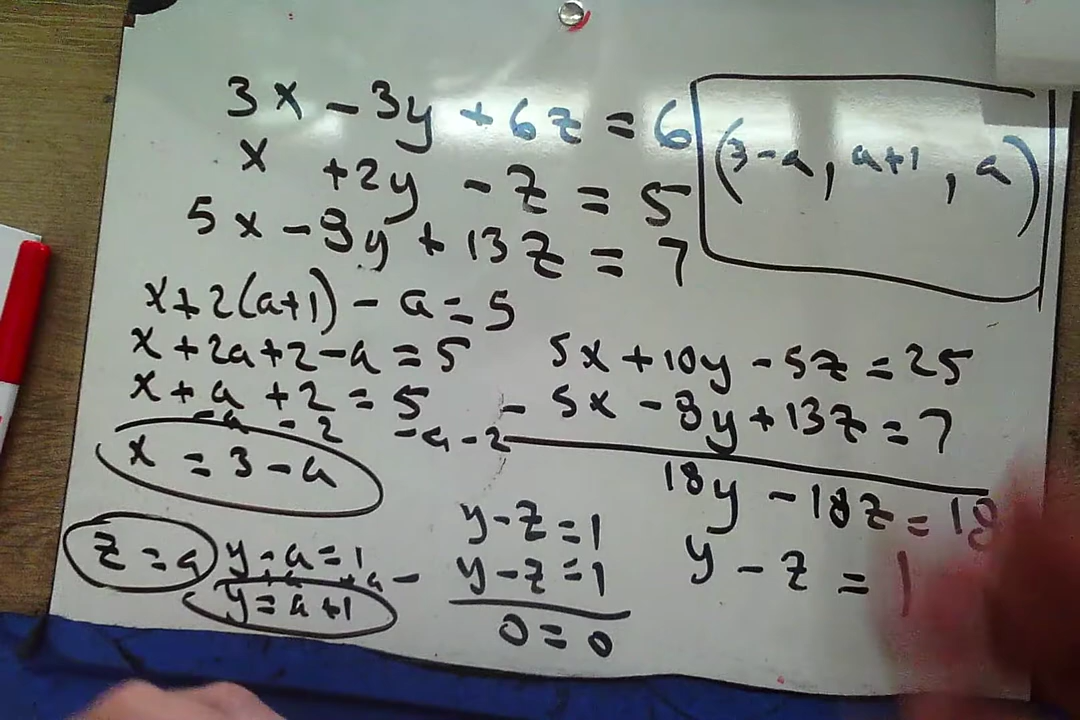 3x - 3y + 6z = 6
x + 2y - z = 5
5x - 8y + 13z = 7
(3-a, a+1, a)
x + 2(a+1) - a = 5
x + 2a + 2 - a = 5
x + a + 2 = 5
-a - 2 -a - 2
x = 3 - a
z = a
y - a = 1
+a +a
y = a + 1
5x + 10y - 5z = 25
- 5x - 8y + 13z = 7
18y - 18z = 18
y - z = 1
y - z = 1
- y - z = 1
0 = 0